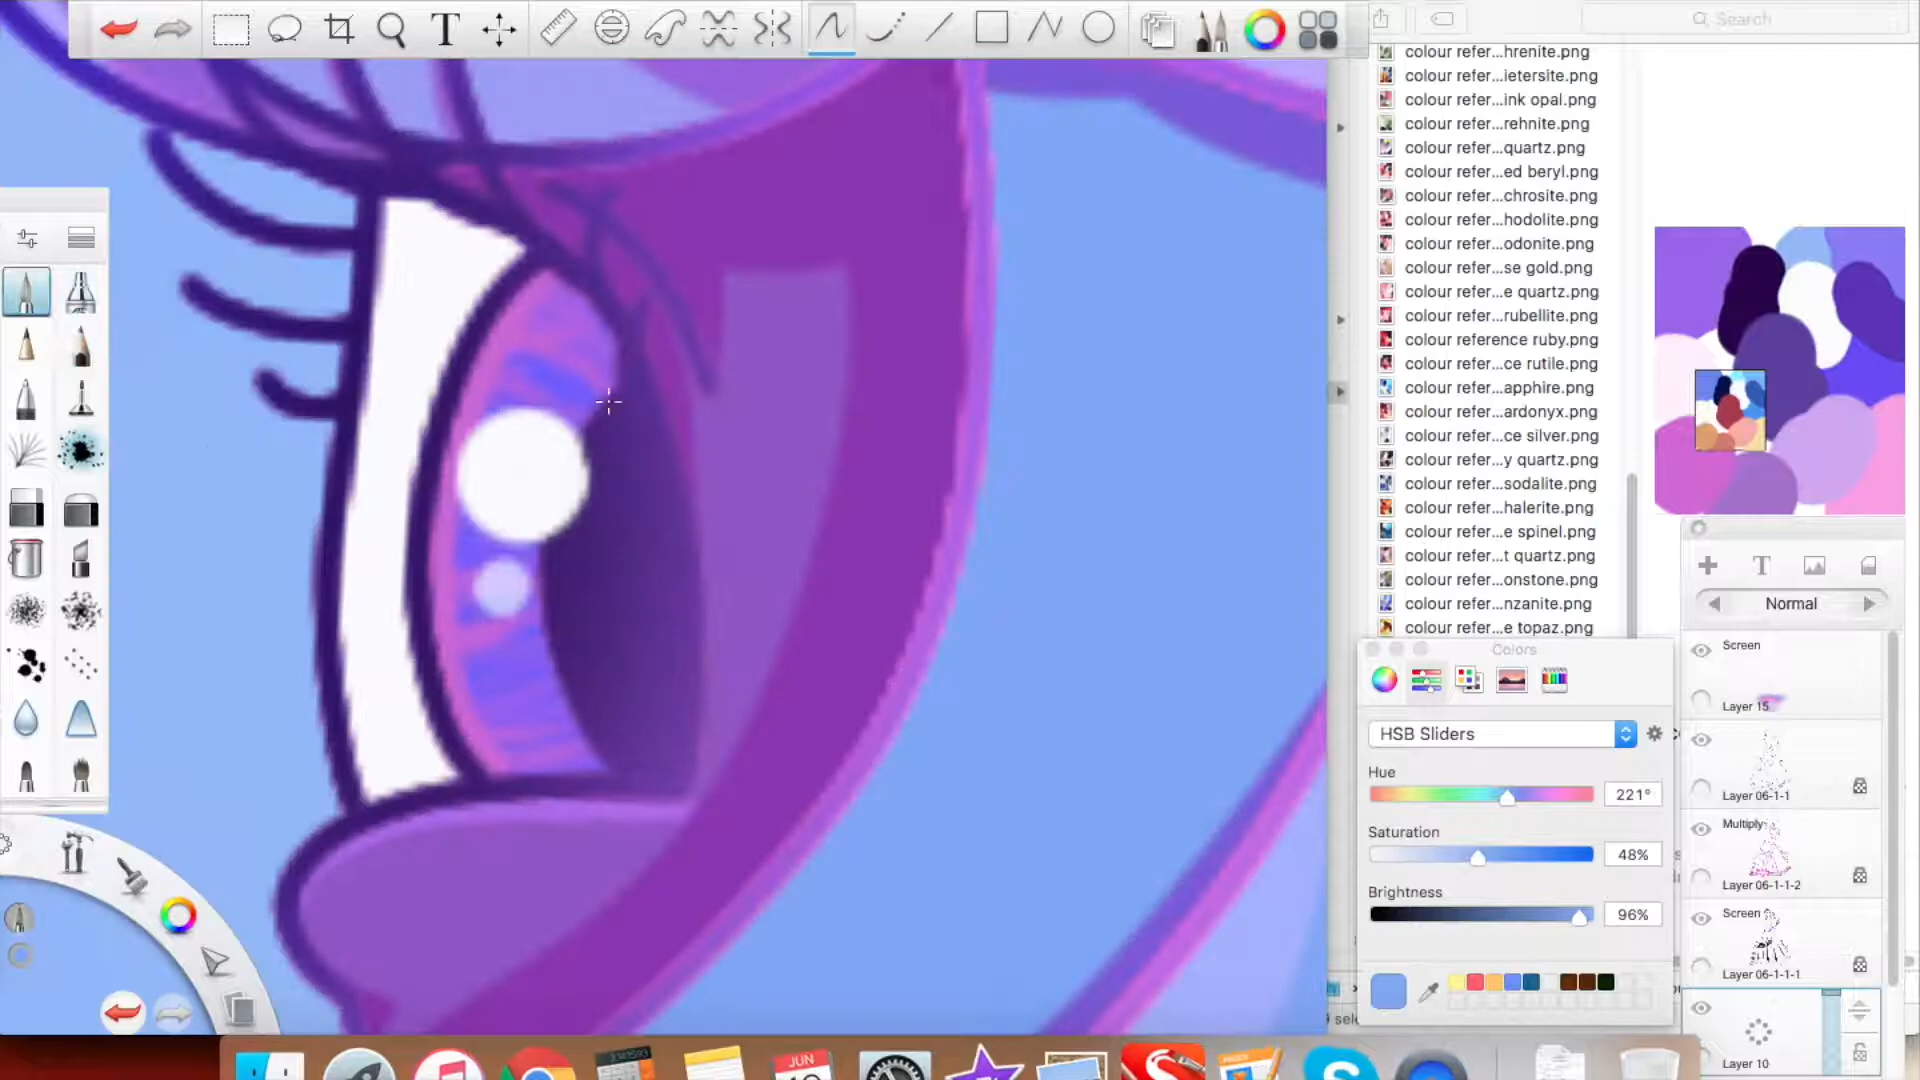 T
Search
colour refer...hrenite.png
colour refer...ietersite.png
colour refer...ink opal.png
colour refer...rehnite.png
colour refer...quartz.png
colour refer...ed beryl.png
colour refer...chrosite.png
colour refer...hodolite.png
colour refer...odonite.png
colour refer...se gold.png
colour refer...e quartz.png
colour refer...rubellite.png
colour reference ruby.png
colour refer...ce rutile.png
colour refer...apphire.png
colour refer...ardonyx.png
colour refer...ce silver.png
colour refer...y quartz.png
colour refer...sodalite.png
colour refer...halerite.png
colour refer...e spinel.png
colour refer...t quartz.png
colour refer...onstone.png
colour refer...nzanite.png
colour refer...e topaz.png
T
Normal
Screen
Layer 15
Layer 06-1-1
Multiply
Layer 06-1-1-2
Screen
Layer 06-1-1-1
Layer 10
Colors
HSB Sliders
Hue
221°
Saturation
48%
Brightness
96%
JUN